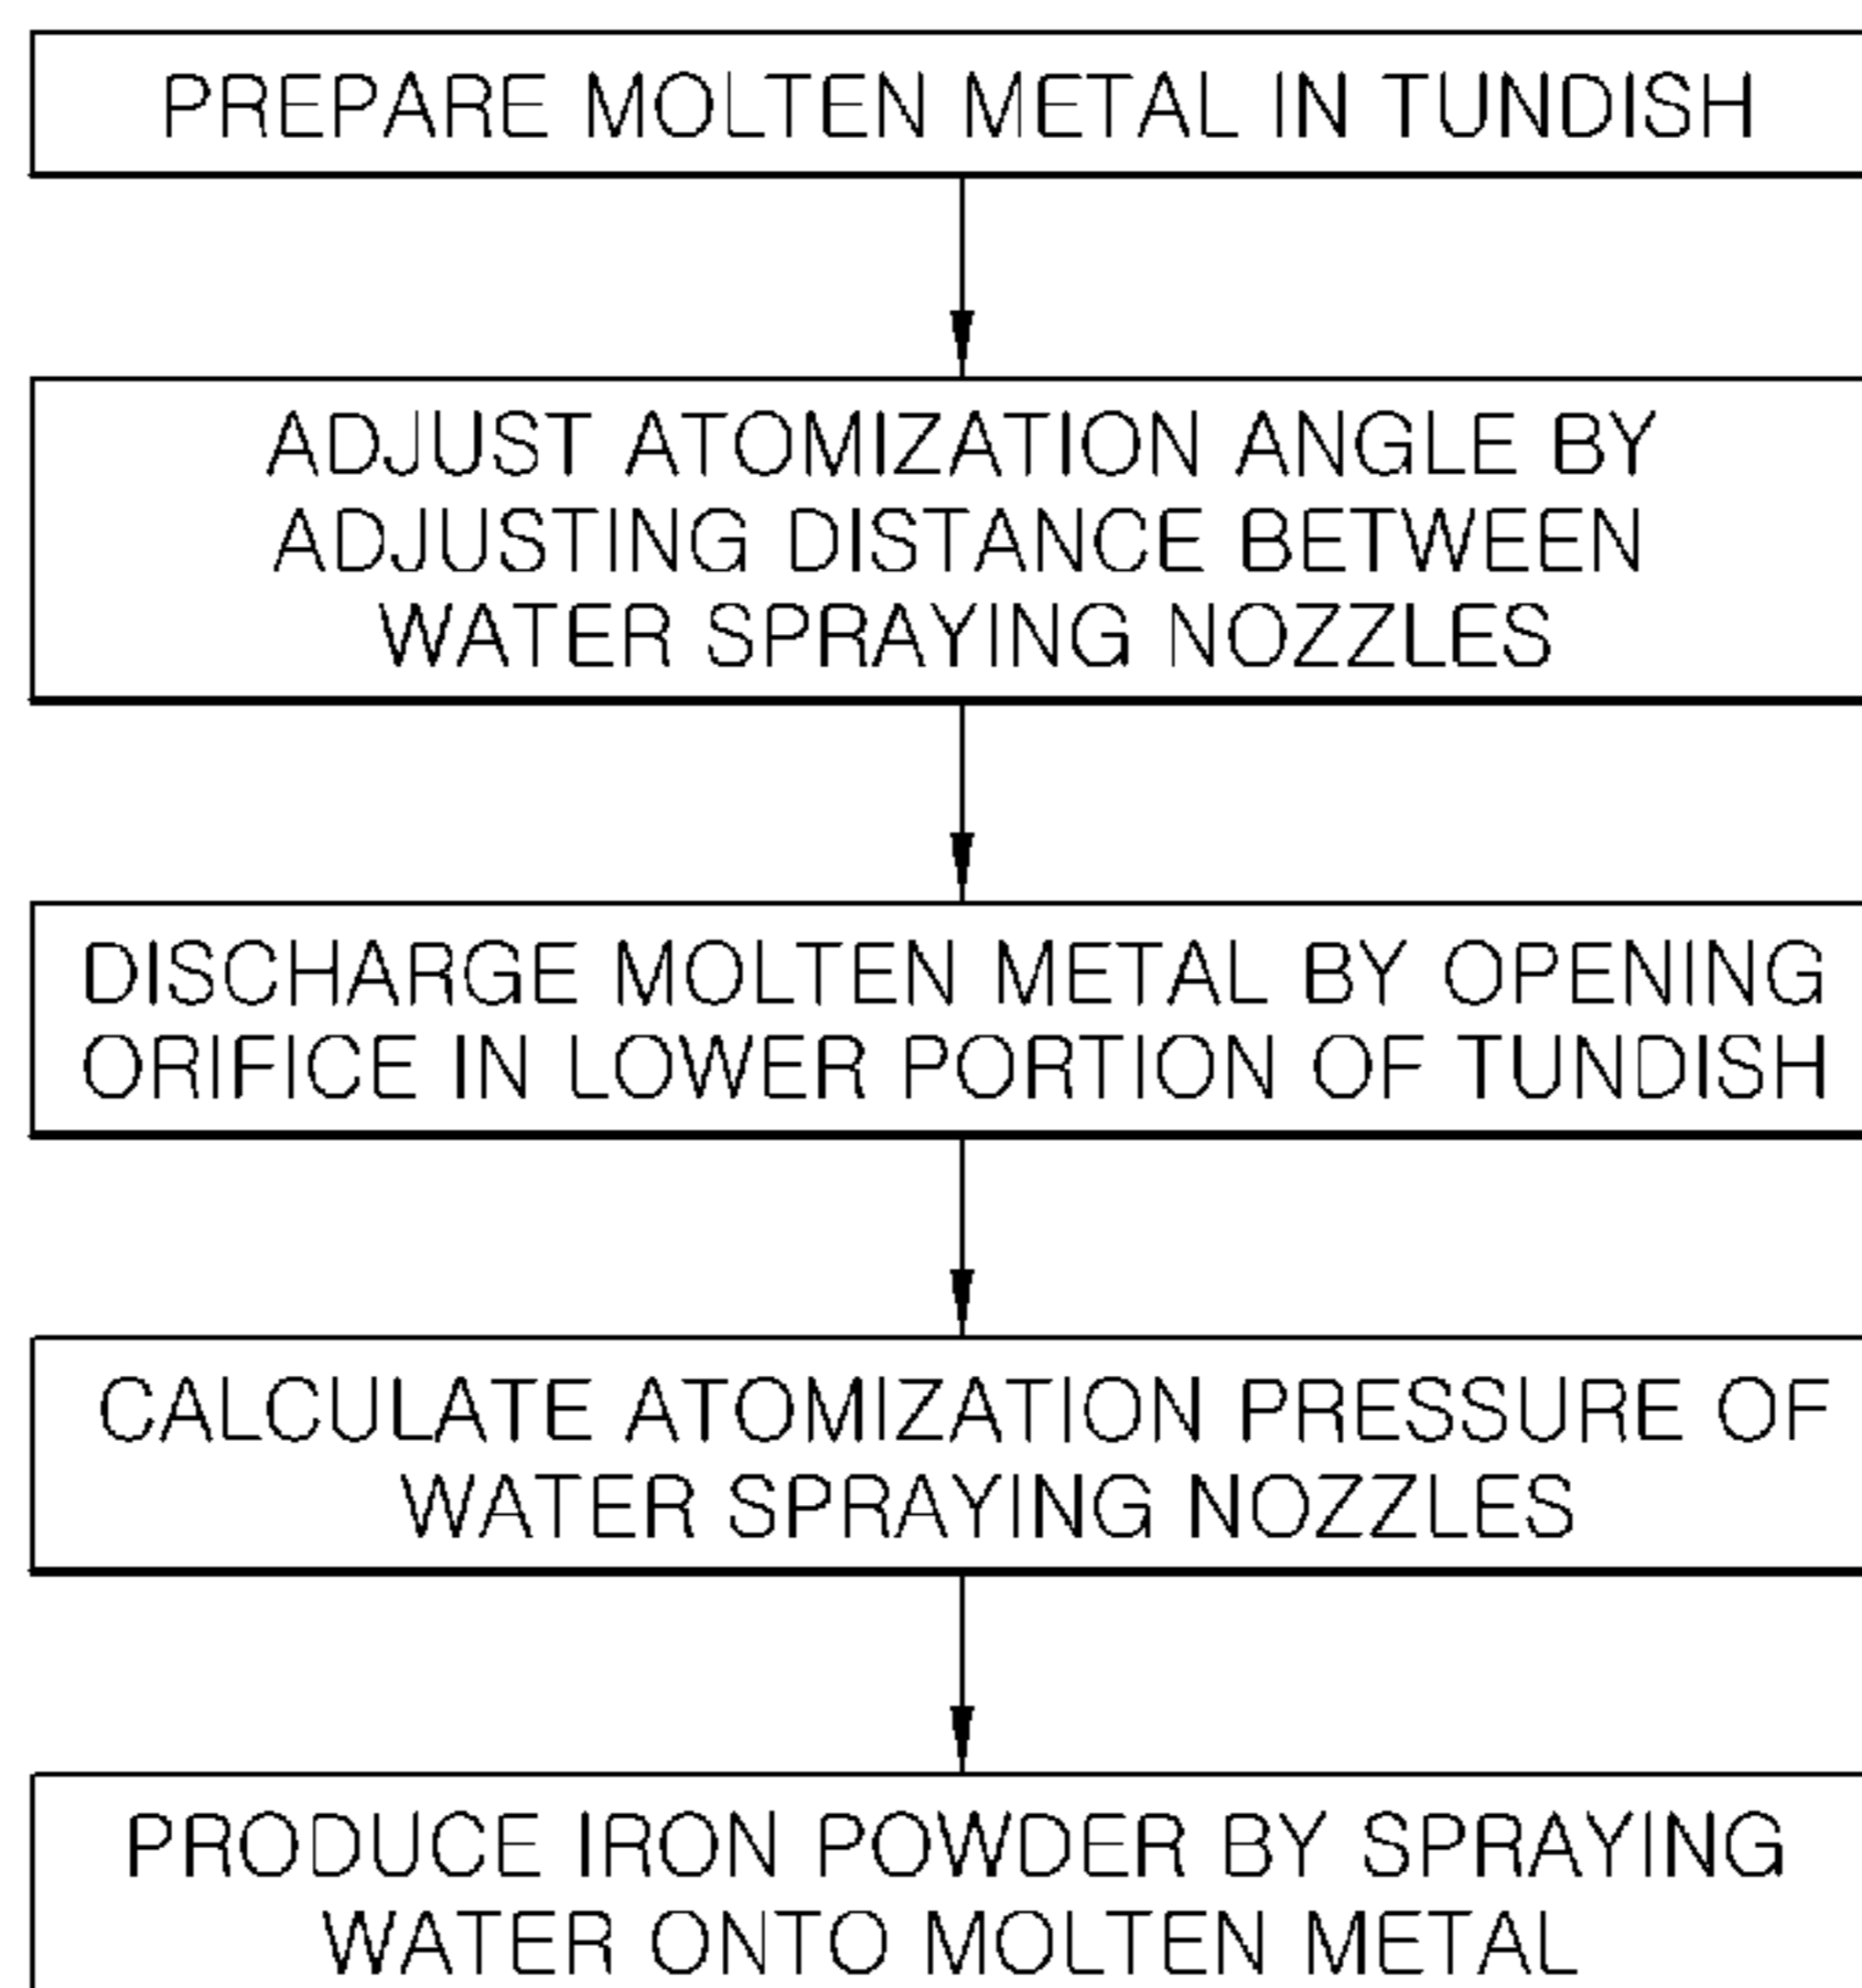 PREPARE MOLTEN METAL IN TUNDISH
ADJUST ATOMIZATION ANGLE BY
ADJUSTING DISTANCE BETWEEN
WATER SPRAYING NOZZLES
DISCHARGE MOLTEN METAL BY OPENING
ORIFICE IN LOWER PORTION OF TUNDISH
CALCULATE ATOMIZATION PRESSURE OF
WATER SPRAYING NOZZLES
PRODUCE IRON POWDER BY SPRAYING
WATER ONTO MOLTEN METAL